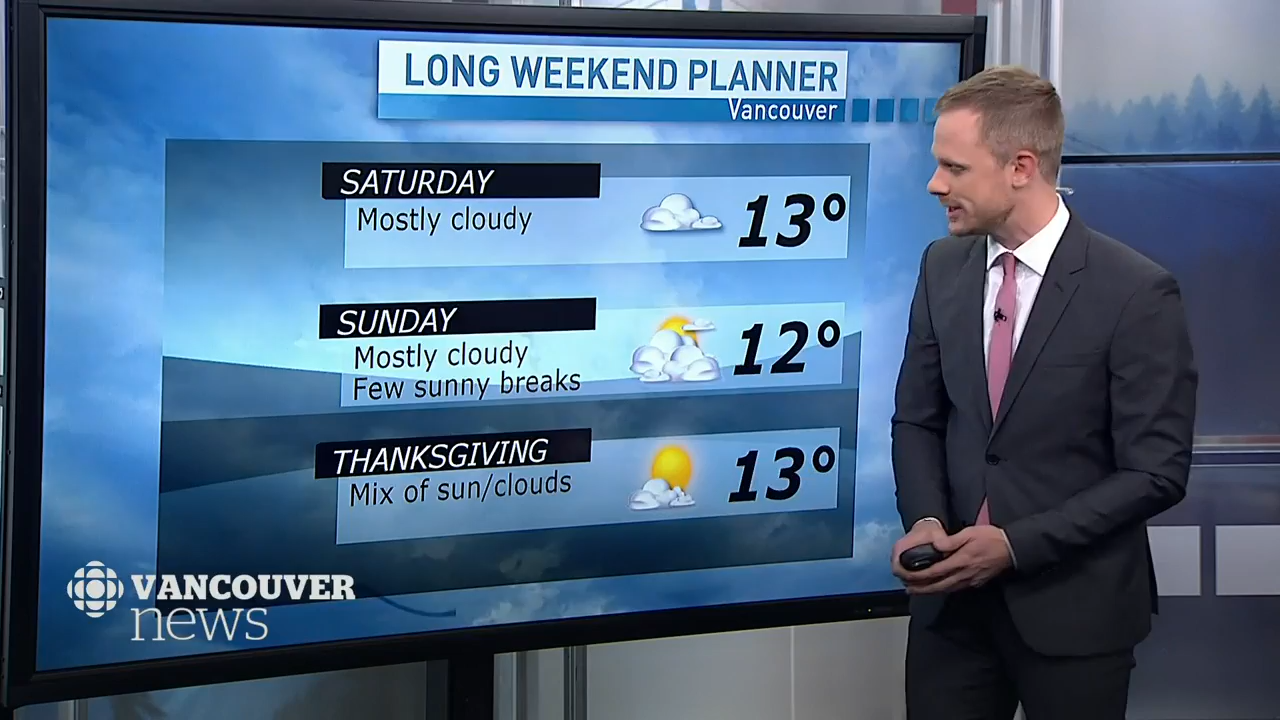 LONG WEEKEND PLANNER
Vancouver
SATURDAY
Mostly cloudy
13°
SUNDAY
Mostly cloudy
Few sunny breaks
12°
THANKSGIVING
Mix of sun/clouds
13°
VANCOUVER
news